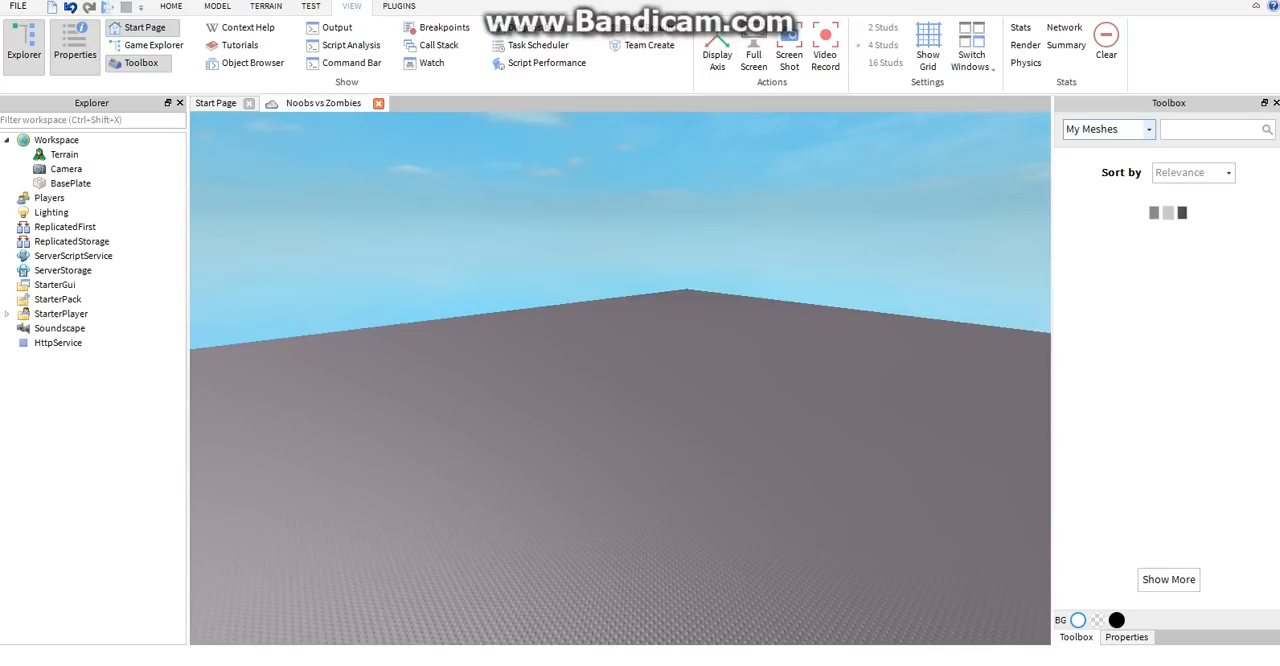 FILE HOME MODEL TERRAIN TEST VIEW PLUGINS
www.Bandicam.com
Explorer Properties
Start Page
Game Explorer
Toolbox
Context Help
Tutorials
Object Browser
Output
Script Analysis
Command Bar
Breakpoints
Call Stack
Watch
Task Scheduler
Script Performance
Team Create
Show
Display Axis
Full Screen
Screen Shot
Video Record
Actions
2 Studs
4 Studs
16 Studs
Show Grid
Switch Windows
Settings
Stats Network
Render Summary
Physics
Clear
Stats
Explorer
Start Page
Noobs vs Zombies
Toolbox
Filter workspace (Ctrl+Shift+X)
Workspace
Terrain
Camera
BasePlate
Players
Lighting
ReplicatedFirst
ReplicatedStorage
ServerScriptService
ServerStorage
StarterGui
StarterPack
StarterPlayer
Soundscape
HttpService
My Meshes
Sort by Relevance
Show More
BG
Toolbox Properties